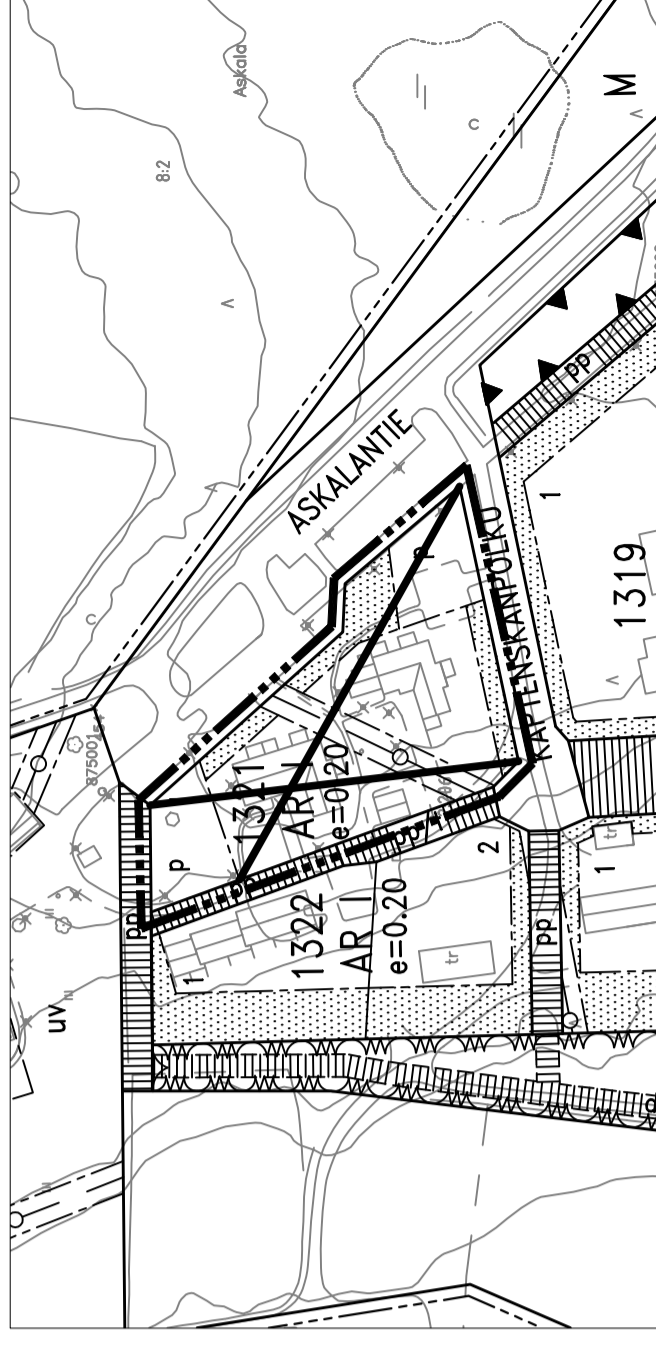 Askala
8:2
M
pp
ASKALANTIE
1
1319
KAPTENSKANPOLKU
p
875001
1321
AR I
e=0.20
p
pp
pp
1322
AR I
e=0.20
1
2
tr
pp
1
tr
uv